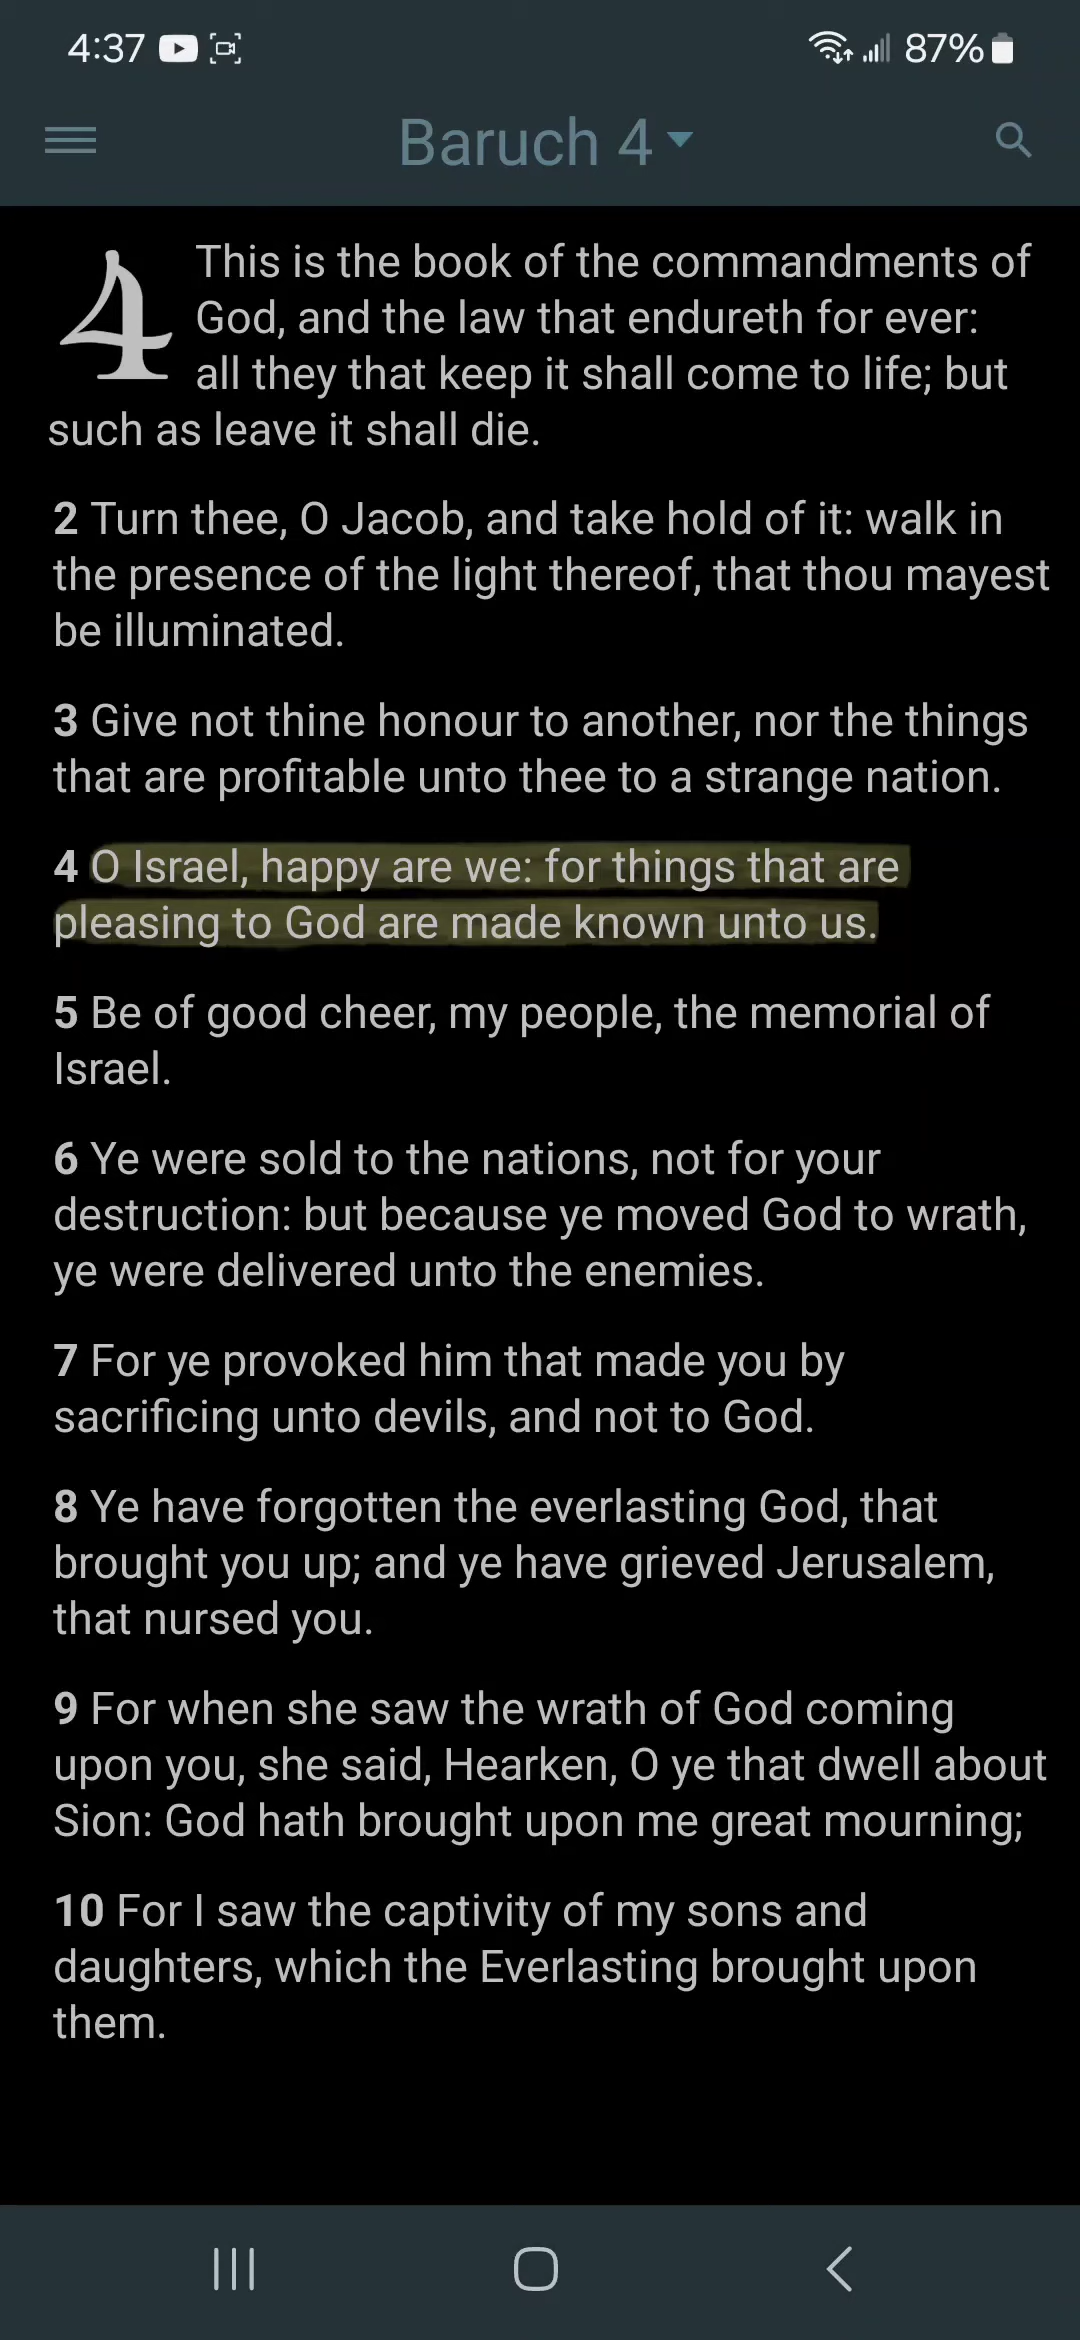 4:37
87%
Baruch 4
4 This is the book of the commandments of
God, and the law that endureth for ever:
all they that keep it shall come to life; but
such as leave it shall die.
2 Turn thee, O Jacob, and take hold of it: walk in
the presence of the light thereof, that thou mayest
be illuminated.
3 Give not thine honour to another, nor the things
that are profitable unto thee to a strange nation.
4 O Israel, happy are we: for things that are
pleasing to God are made known unto us.
5 Be of good cheer, my people, the memorial of
Israel.
6 Ye were sold to the nations, not for your
destruction: but because ye moved God to wrath,
ye were delivered unto the enemies.
7 For ye provoked him that made you by
sacrificing unto devils, and not to God.
8 Ye have forgotten the everlasting God, that
brought you up; and ye have grieved Jerusalem,
that nursed you.
9 For when she saw the wrath of God coming
upon you, she said, Hearken, O ye that dwell about
Sion: God hath brought upon me great mourning;
10 For I saw the captivity of my sons and
daughters, which the Everlasting brought upon
them.